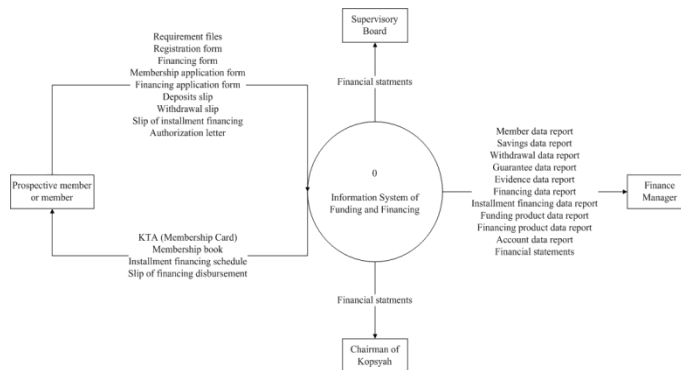 Supervisory
Board
Requirement files
Registration form
Financing form
Membership application form
Financing application form
Deposits slip
Withdrawal slip
Slip of installment financing
Authorization letter
Financial statments
Member data report
Savings data report
Withdrawal data report
Guarantee data report
Evidence data report
Financing data report
Installment financing data report
Funding product data report
Financing product data report
Account data report
Financial statements
0
Information System of
Funding and Financing
Prospective member
or member
Finance
Manager
KTA (Membership Card)
Membership book
Installment financing schedule
Slip of financing disbursement
Financial statments
Chairman of
Kopsyah